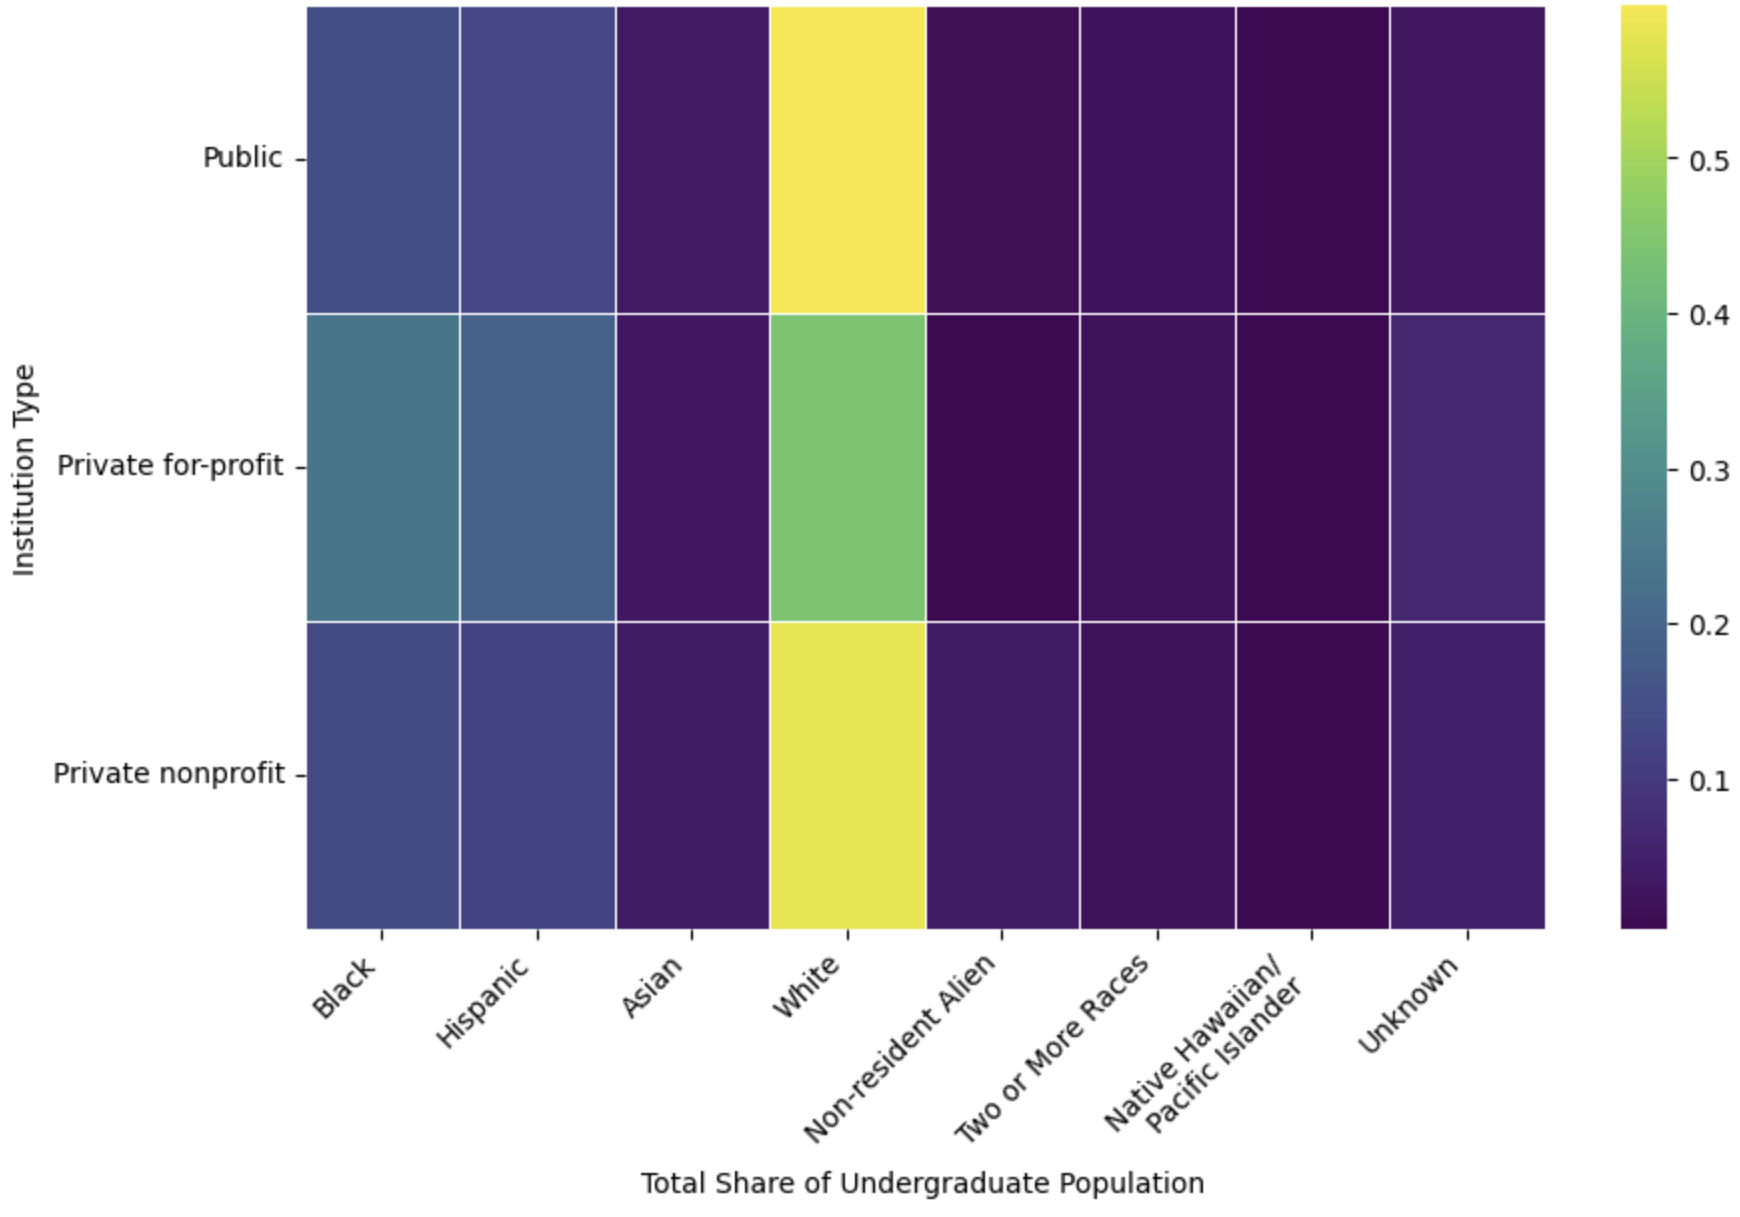 Institution Type
Public
Private for-profit
Private nonprofit
0.5
0.4
0.3
0.2
0.1
Black
Hispanic
Asian
White
Non-resident Alien
Two or More Races
Native Hawaiian/
Pacific Islander
Unknown
Total Share of Undergraduate Population